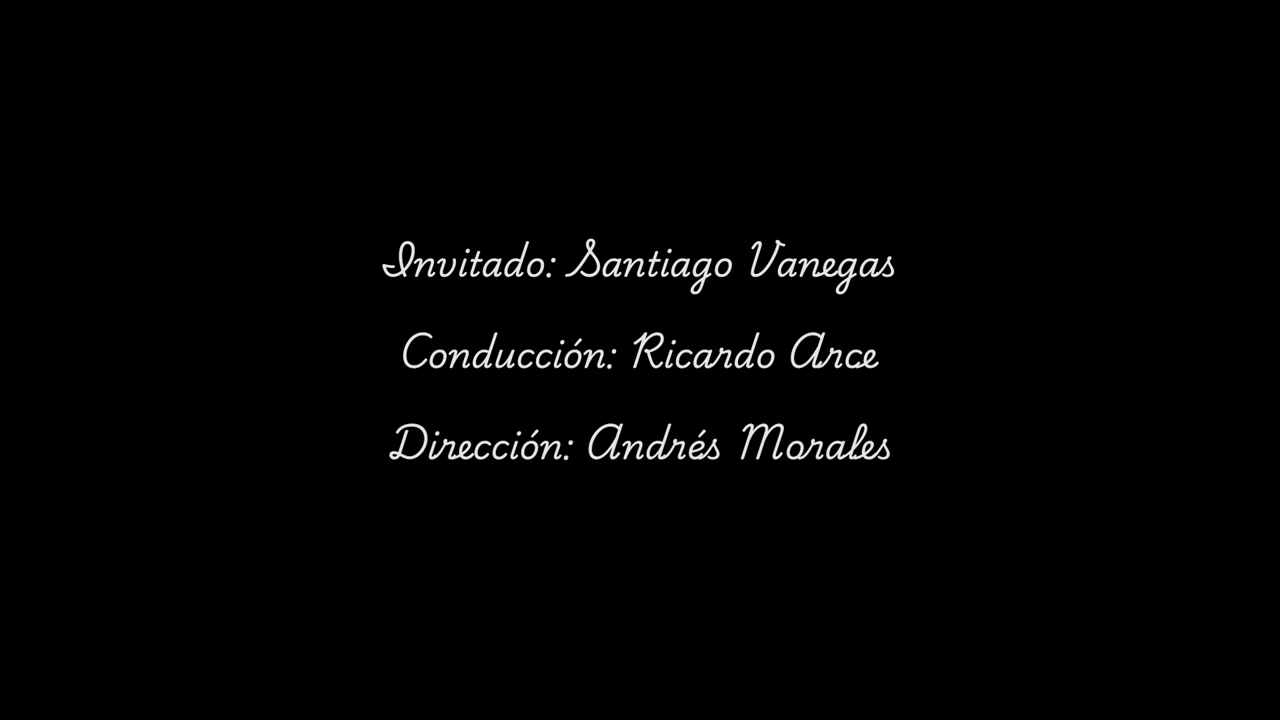 Invitado: Santiago Vanegas
Conducción: Ricardo Arce
Dirección: Andrés Morales